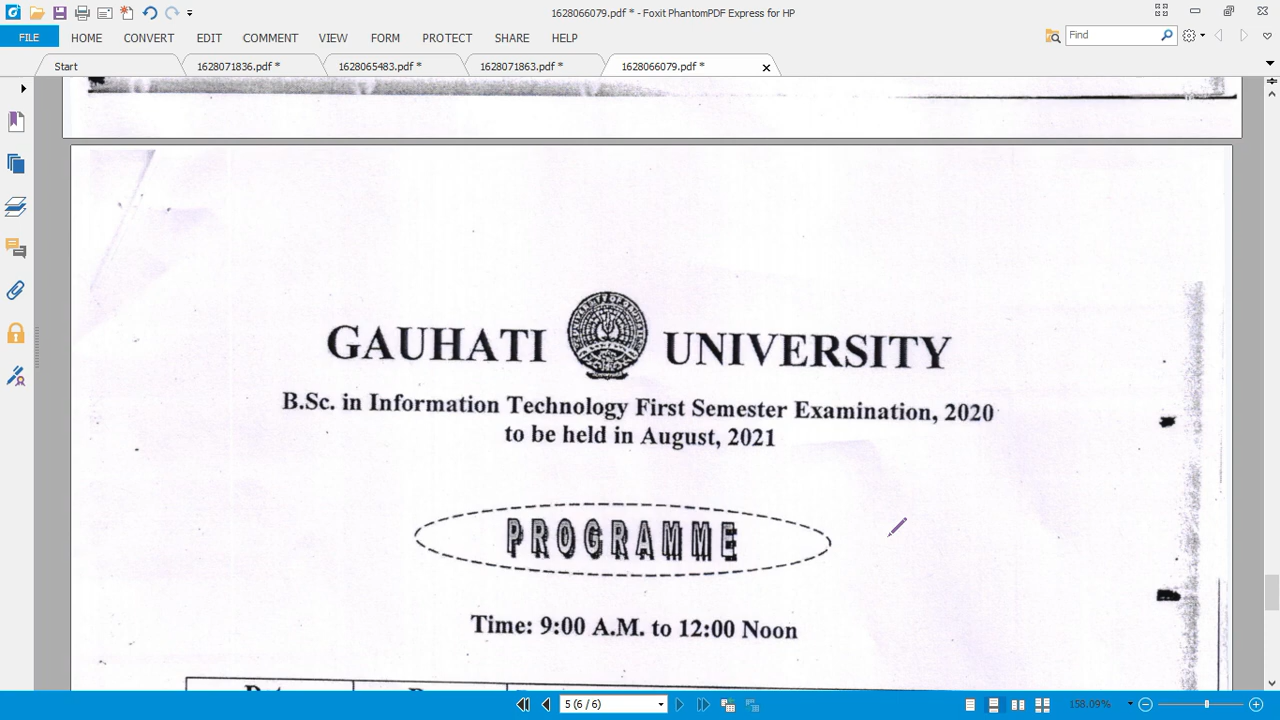 1628066079.pdf * - Foxit PhantomPDF Express for HP
FILE HOME CONVERT EDIT COMMENT VIEW FORM PROTECT SHARE HELP
Find
Start 1628071836.pdf * 1628065483.pdf * 1628071863.pdf * 1628066079.pdf *
GAUHATI UNIVERSITY
B.Sc. in Information Technology First Semester Examination, 2020
to be held in August, 2021
PROGRAMME
Time: 9:00 A.M. to 12:00 Noon
5 (6 / 6)
158.09%